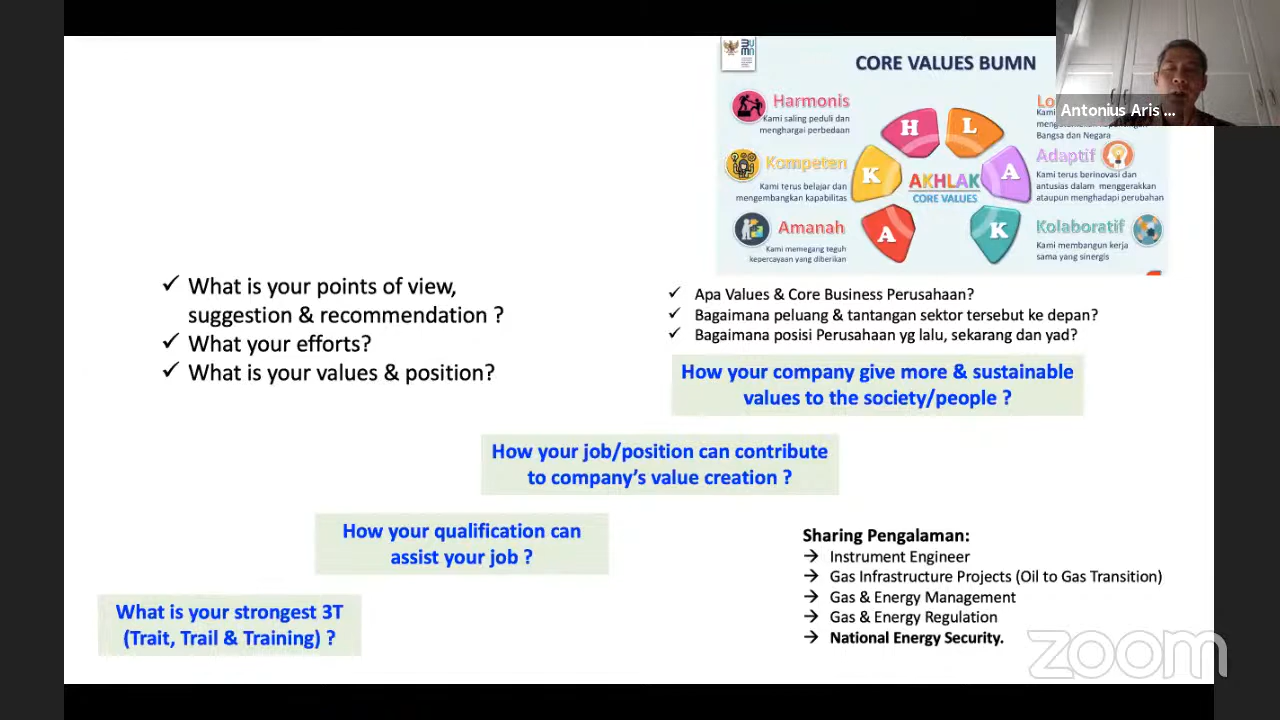 CORE VALUES BUMN
Harmonis
Kami saling peduli dan
menghargai perbedaan
Kompeten
Kami terus belajar dan
mengembangkan kapabilitas
Amanah
Kami memegang teguh
kepercayaan yang diberikan
H
L
K
A
A
K
AKHLAK
CORE VALUES
Lo
Kami
Bangsa dan Negara
Adaptif
Kami terus berinovasi dan
antusias dalam menggerakkan
ataupun menghadapi perubahan
Kolaboratif
Kami membangun kerja
sama yang sinergis
Antonius Aris ...
✓ What is your points of view,
suggestion & recommendation ?
✓ What your efforts?
✓ What is your values & position?
✓ Apa Values & Core Business Perusahaan?
✓ Bagaimana peluang & tantangan sektor tersebut ke depan?
✓ Bagaimana posisi Perusahaan yg lalu, sekarang dan yad?
How your company give more & sustainable
values to the society/people ?
How your job/position can contribute
to company's value creation ?
How your qualification can
assist your job ?
What is your strongest 3T
(Trait, Trail & Training) ?
Sharing Pengalaman:
→ Instrument Engineer
→ Gas Infrastructure Projects (Oil to Gas Transition)
→ Gas & Energy Management
→ Gas & Energy Regulation
→ National Energy Security.
zoom